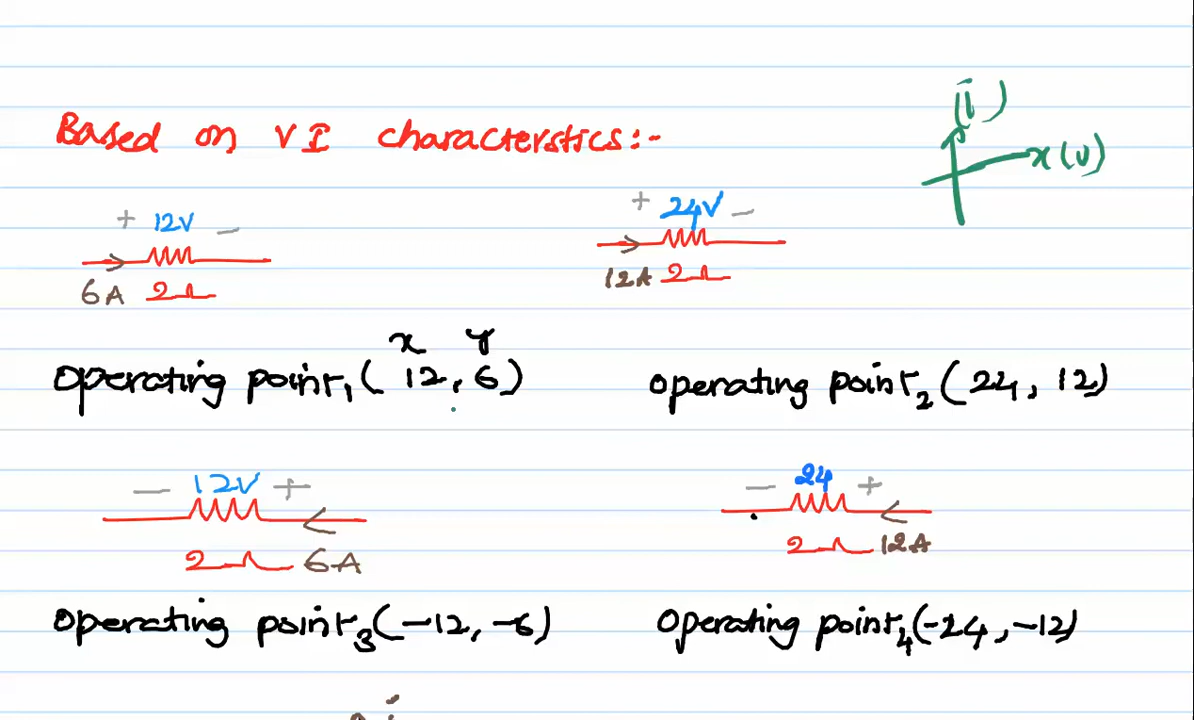 (i)
Based on VI characterstics:-
x(v)
+ 12V -
+ 24V -
6A 2Ω
12A 2Ω
x y
Operating point1( 12, 6)
operating point2(24, 12)
- 12V +
- 24 +
2Ω 6A
2Ω 12A
Operating point3(-12, -6)
Operating point4(-24, -12)